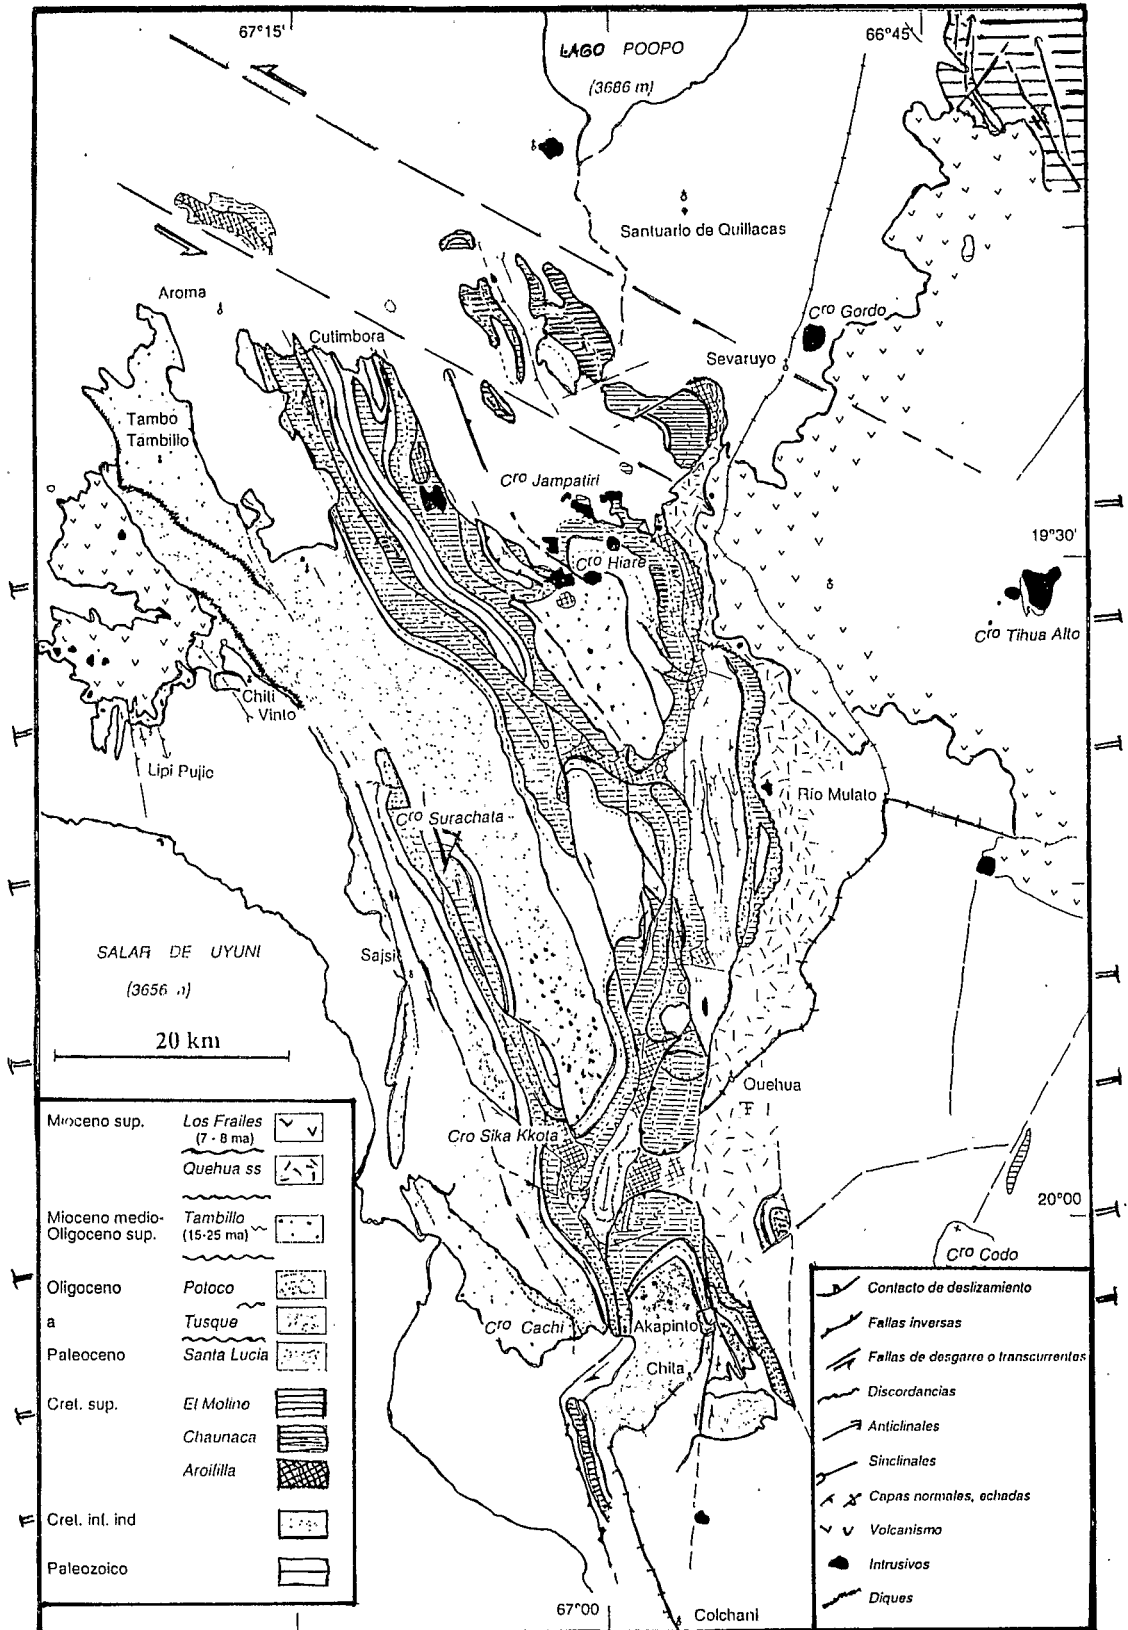 67°15'
66°45'
LAGO POOPO
(3686 m)
Santuario de Quillacas
Aroma
Cro Gordo
Cutimbora
Sevaruyo
Tambo
Tambillo
Cro Jampatiri
19°30'
Cro Hiare
Cro Tihua Alto
Chili
Vinto
Lipi Pujic
Río Mulato
Cro Surachata
SALAR DE UYUNI
(3656 m)
Sajsi
20 km
Quehua
Cro Sika Kkota
20°00
Cro Codo
Cro Cachi
Akapinto
Chita
67°00
Colchani
Mioceno sup.
Los Frailes
(7 - 8 ma)
Quehua ss
Mioceno medio-
Oligoceno sup.
Tambillo
(15-25 ma)
Oligoceno
Potoco
a
Tusque
Paleoceno
Santa Lucia
Cret. sup.
El Molino
Chaunaca
Aroifilla
Cret. inf. ind
Paleozoico
Contacto de deslizamiento
Fallas inversas
Fallas de desgarro o transcurrentes
Discordancias
Anticlinales
Sinclinales
Capas normales, echadas
Volcanismo
Intrusivos
Diques